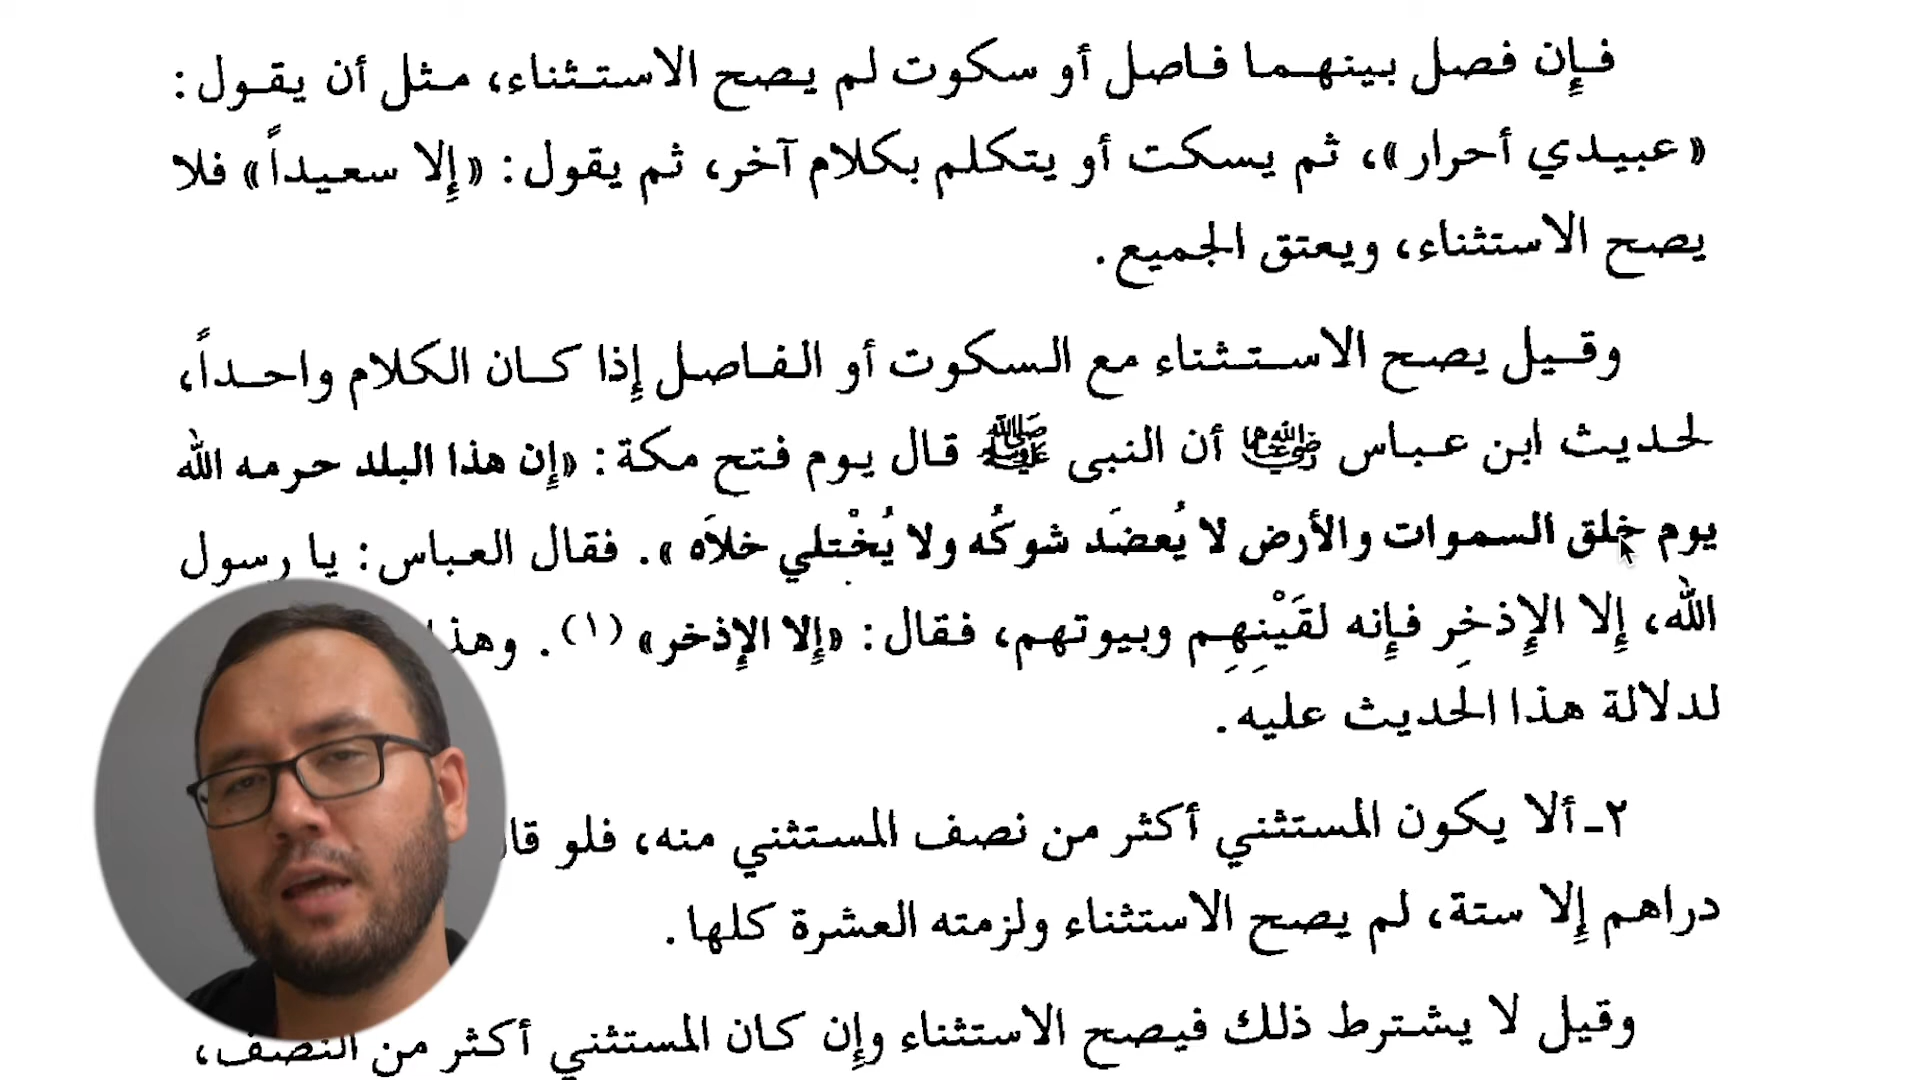 فإن فصل بينهما فاصل أو سكوت لم يصح الاستثناء، مثل أن يقول:
«عبيدي أحرار»، ثم يسكت أو يتكلم بكلام آخر، ثم يقول: «إلا سعيداً» فلا
يصح الاستثناء، ويعتق الجميع.
وقيل يصح الاستثناء مع السكوت أو الفاصل إذا كان الكلام واحداً،
لحديث ابن عباس رضي الله عنهما أن النبى ﷺ قال يوم فتح مكة: «إن هذا البلد حرمه الله
يوم خلق السموات والأرض لا يُعضَد شوكُه ولا يُخْتلي خلاَه». فقال العباس: يا رسول
الله، إلا الإِذخِر فإنه لقَيْنِهِم وبيوتهم، فقال: «إلا الإذخر» (١). وهذا
لدلالة هذا الحديث عليه.
٢ـ ألا يكون المستثني أكثر من نصف المستثني منه، فلو قال
دراهم إلا ستة، لم يصح الاستثناء ولزمته العشرة كلها.
وقيل لا يشترط ذلك فيصح الاستثناء وإن كان المستثني أكثر من النصف،